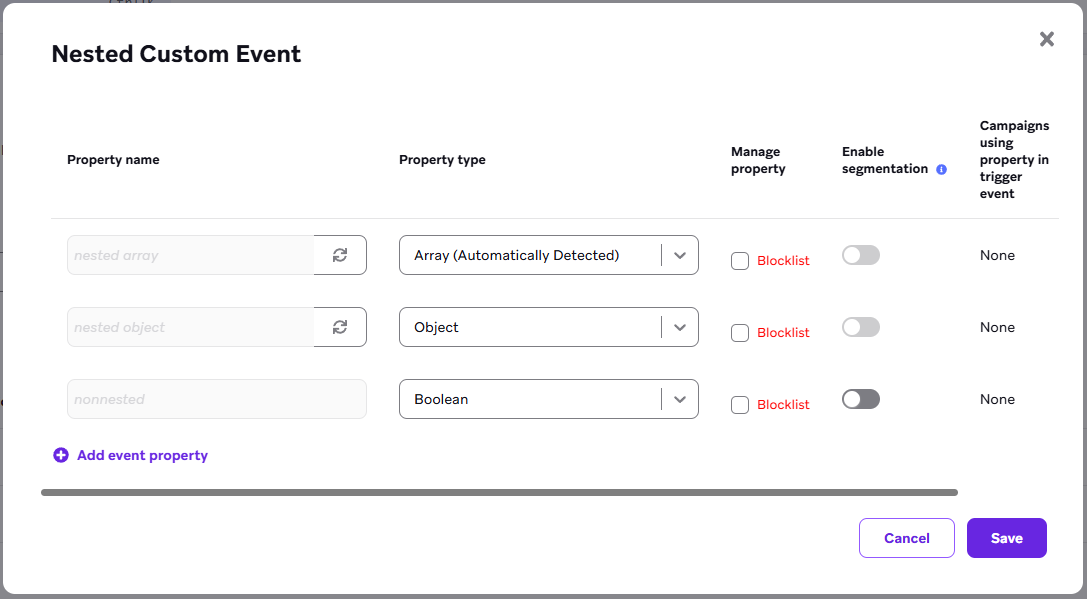 Nested Custom Event
Property name
Property type
Manage
property
Enable
segmentation
Campaigns
using
property in
trigger
event
nested array
Array (Automatically Detected)
Blocklist
None
nested object
Object
Blocklist
None
nonnested
Boolean
Blocklist
None
Add event property
Cancel
Save